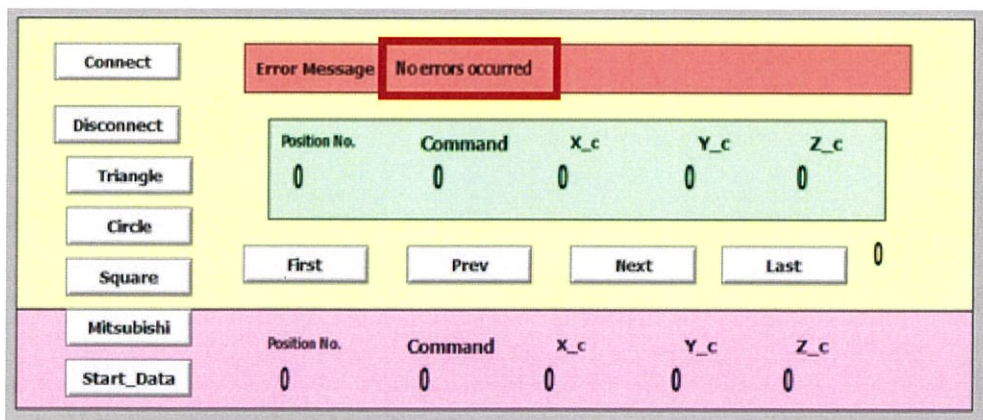 Connect
Error Message No errors occurred
Disconnect
Position No. Command X_c Y_c Z_c
0 0 0 0 0
Triangle
Circle
First Prev Next Last 0
Square
Mitsubishi
Position No. Command X_c Y_c Z_c
Start_Data
0 0 0 0 0